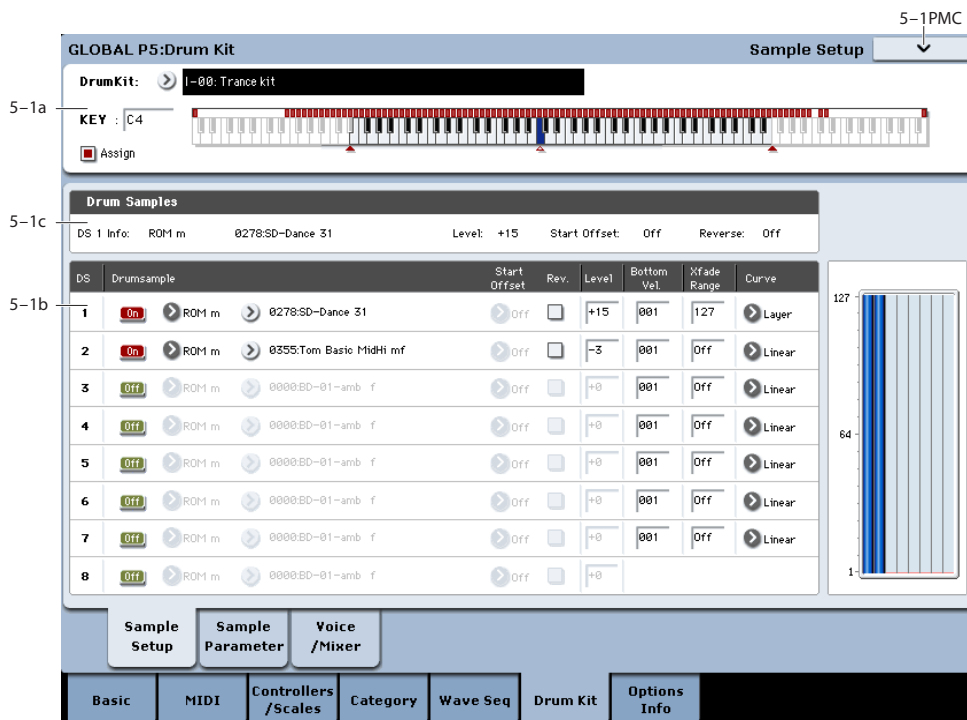 5–1PMC
GLOBAL P5:Drum Kit
Sample Setup
DrumKit:
I-00: Trance kit
5–1a
KEY : C4
Assign
Drum Samples
5–1c
DS 1 Info: ROM m 0278:SD-Dance 31 Level: +15 Start Offset: Off Reverse: Off
DS Drumsample Start Offset Rev. Level Bottom Vel. Xfade Range Curve
5–1b
1 On ROM m 0278:SD-Dance 31 Off +15 001 127 Layer
2 On ROM m 0355:Tom Basic MidHi mf Off -3 001 Off Linear
3 Off ROM m 0000:BD-01-amb f Off +0 001 Off Linear
4 Off ROM m 0000:BD-01-amb f Off +0 001 Off Linear
5 Off ROM m 0000:BD-01-amb f Off +0 001 Off Linear
6 Off ROM m 0000:BD-01-amb f Off +0 001 Off Linear
7 Off ROM m 0000:BD-01-amb f Off +0 001 Off Linear
8 Off ROM m 0000:BD-01-amb f Off +0
127
64
1
Sample Setup
Sample Parameter
Voice /Mixer
Basic
MIDI
Controllers /Scales
Category
Wave Seq
Drum Kit
Options Info